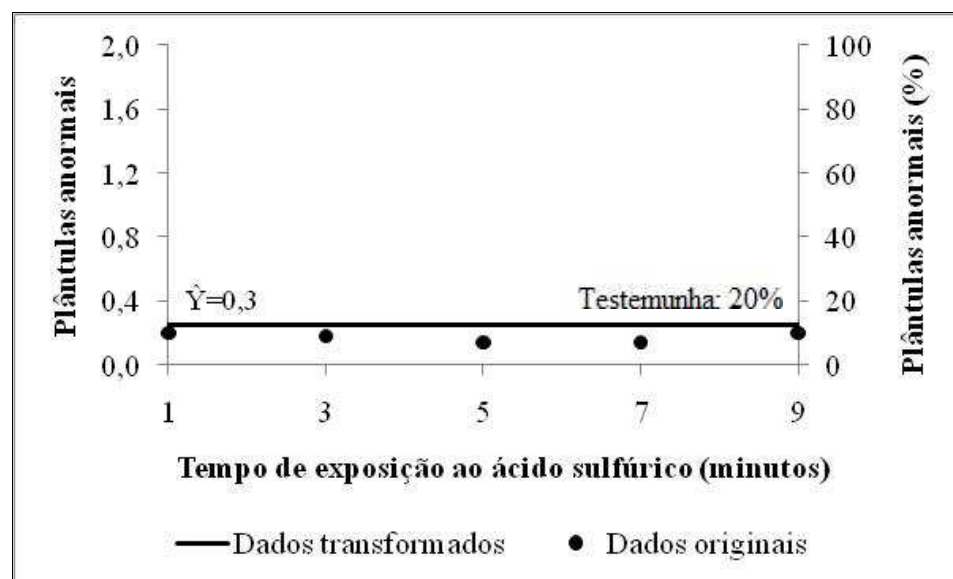 2,0
1,6
1,2
0,8
0,4
0,0
Plântulas anormais
100
80
60
40
20
0
Plântulas anormais (%)
Ŷ=0,3
Testemunha: 20%
1 3 5 7 9
Tempo de exposição ao ácido sulfúrico (minutos)
Dados transformados Dados originais